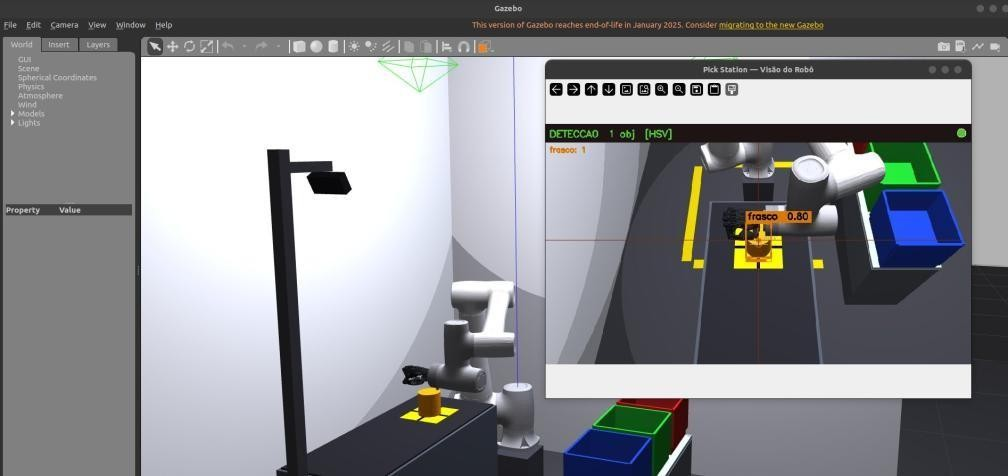 Gazebo
File Edit Camera View Window Help
This version of Gazebo reaches end-of-life in January 2025. Consider migrating to the new Gazebo
World Insert Layers
GUI
Scene
Spherical Coordinates
Physics
Atmosphere
Wind
Models
Lights
Property Value
Pick Station — Visão do Robô
DETECCAO 1 obj [HSV]
frasco: 1
frasco 0.80